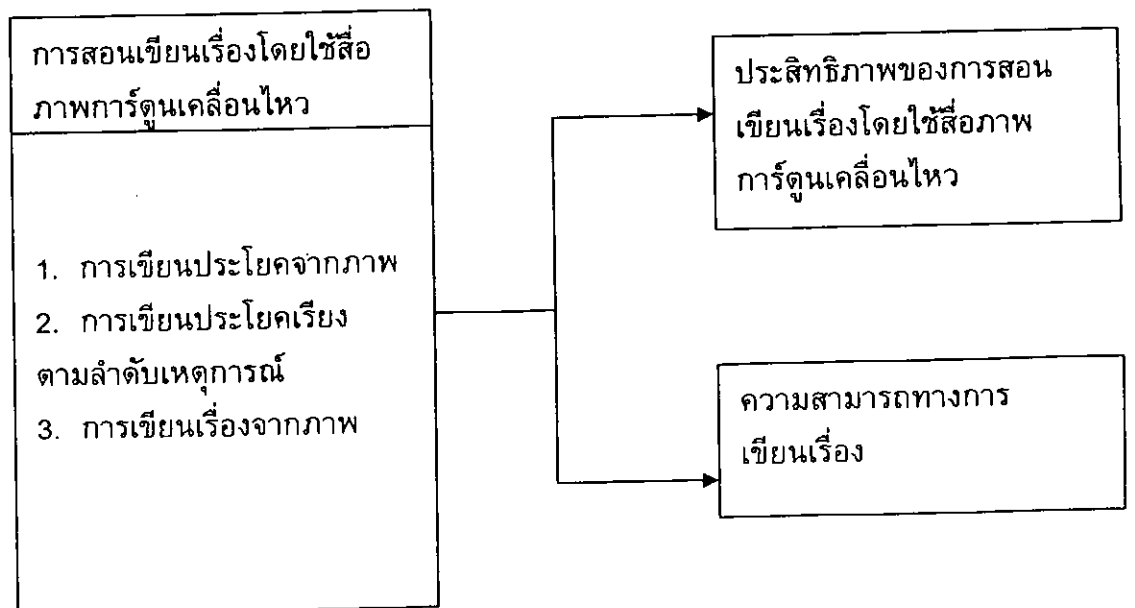 การสอนเขียนเรื่องโดยใช้สื่อ
ภาพการ์ตูนเคลื่อนไหว
1. การเขียนประโยคจากภาพ
2. การเขียนประโยคเรียง
ตามลำดับเหตุการณ์
3. การเขียนเรื่องจากภาพ
ประสิทธิภาพของการสอน
เขียนเรื่องโดยใช้สื่อภาพ
การ์ตูนเคลื่อนไหว
ความสามารถทางการ
เขียนเรื่อง